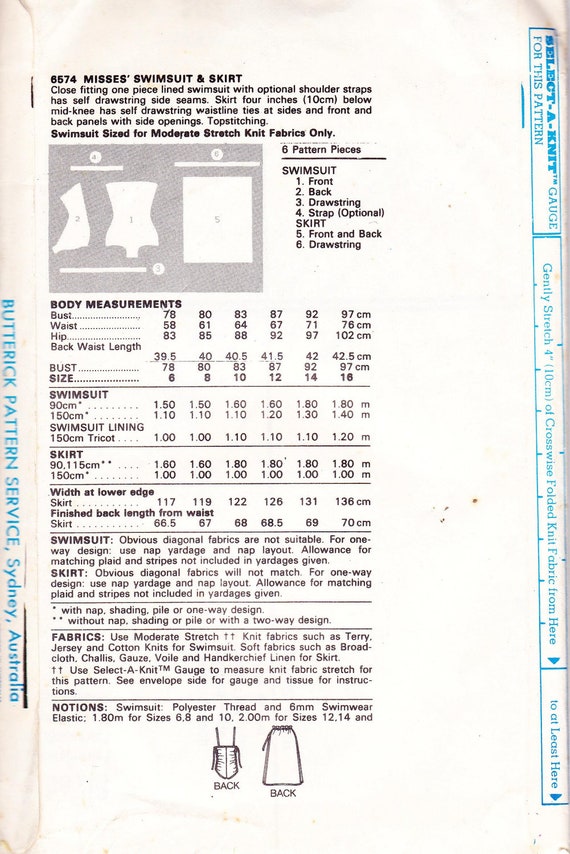 6574 MISSES' SWIMSUIT & SKIRT
Close fitting one piece lined swimsuit with optional shoulder straps
has self drawstring side seams. Skirt four inches (10cm) below
mid-knee has self drawstring waistline ties at sides and front and
back panels with side openings. Topstitching.
Swimsuit Sized for Moderate Stretch Knit Fabrics Only.
4
6
2
1
5
3
6 Pattern Pieces
SWIMSUIT
1. Front
2. Back
3. Drawstring
4. Strap (Optional)
SKIRT
5. Front and Back
6. Drawstring
BODY MEASUREMENTS
Bust........................ 78 80 83 87 92 97 cm
Waist...................... 58 61 64 67 71 76 cm
Hip.......................... 83 85 88 92 97 102 cm
Back Waist Length
39.5 40 40.5 41.5 42 42.5 cm
BUST....................... 78 80 83 87 92 97 cm
SIZE........................ 6 8 10 12 14 16
SWIMSUIT
90cm* ......... 1.50 1.50 1.60 1.60 1.80 1.80 m
150cm* ........ 1.10 1.10 1.10 1.20 1.30 1.40 m
SWIMSUIT LINING
150cm Tricot.... 1.00 1.00 1.10 1.10 1.10 1.20 m
SKIRT
90,115cm** .... 1.60 1.60 1.80 1.80 1.80 1.80 m
150cm* ......... 1.00 1.00 1.00 1.00 1.00 1.00 m
Width at lower edge
Skirt ........... 117 119 122 126 131 136 cm
Finished back length from waist
Skirt ........... 66.5 67 68 68.5 69 70 cm
SWIMSUIT: Obvious diagonal fabrics are not suitable. For one-
way design: use nap yardage and nap layout. Allowance for
matching plaid and stripes not included in yardages given.
SKIRT: Obvious diagonal fabrics will not match. For one-way
design: use nap yardage and nap layout. Allowance for matching
plaid and stripes not included in yardages given.
* with nap, shading, pile or one-way design.
** without nap, shading or pile or with a two-way design.
FABRICS: Use Moderate Stretch †† Knit fabrics such as Terry,
Jersey and Cotton Knits for Swimsuit. Soft fabrics such as Broad-
cloth, Challis, Gauze, Voile and Handkerchief Linen for Skirt.
†† Use Select-A-Knit™ Gauge to measure knit fabric stretch for
this pattern. See envelope side for gauge and tissue for instruc-
tions.
NOTIONS: Swimsuit: Polyester Thread and 6mm Swimwear
Elastic; 1.80m for Sizes 6,8 and 10, 2.00m for Sizes 12,14 and
BACK
BACK
BUTTERICK PATTERN SERVICE, Sydney, Australia
SELECT-A-KNIT™ GAUGE
FOR THIS PATTERN
Gently Stretch 4" (10cm) of Crosswise Folded Knit Fabric from Here
to at Least Here